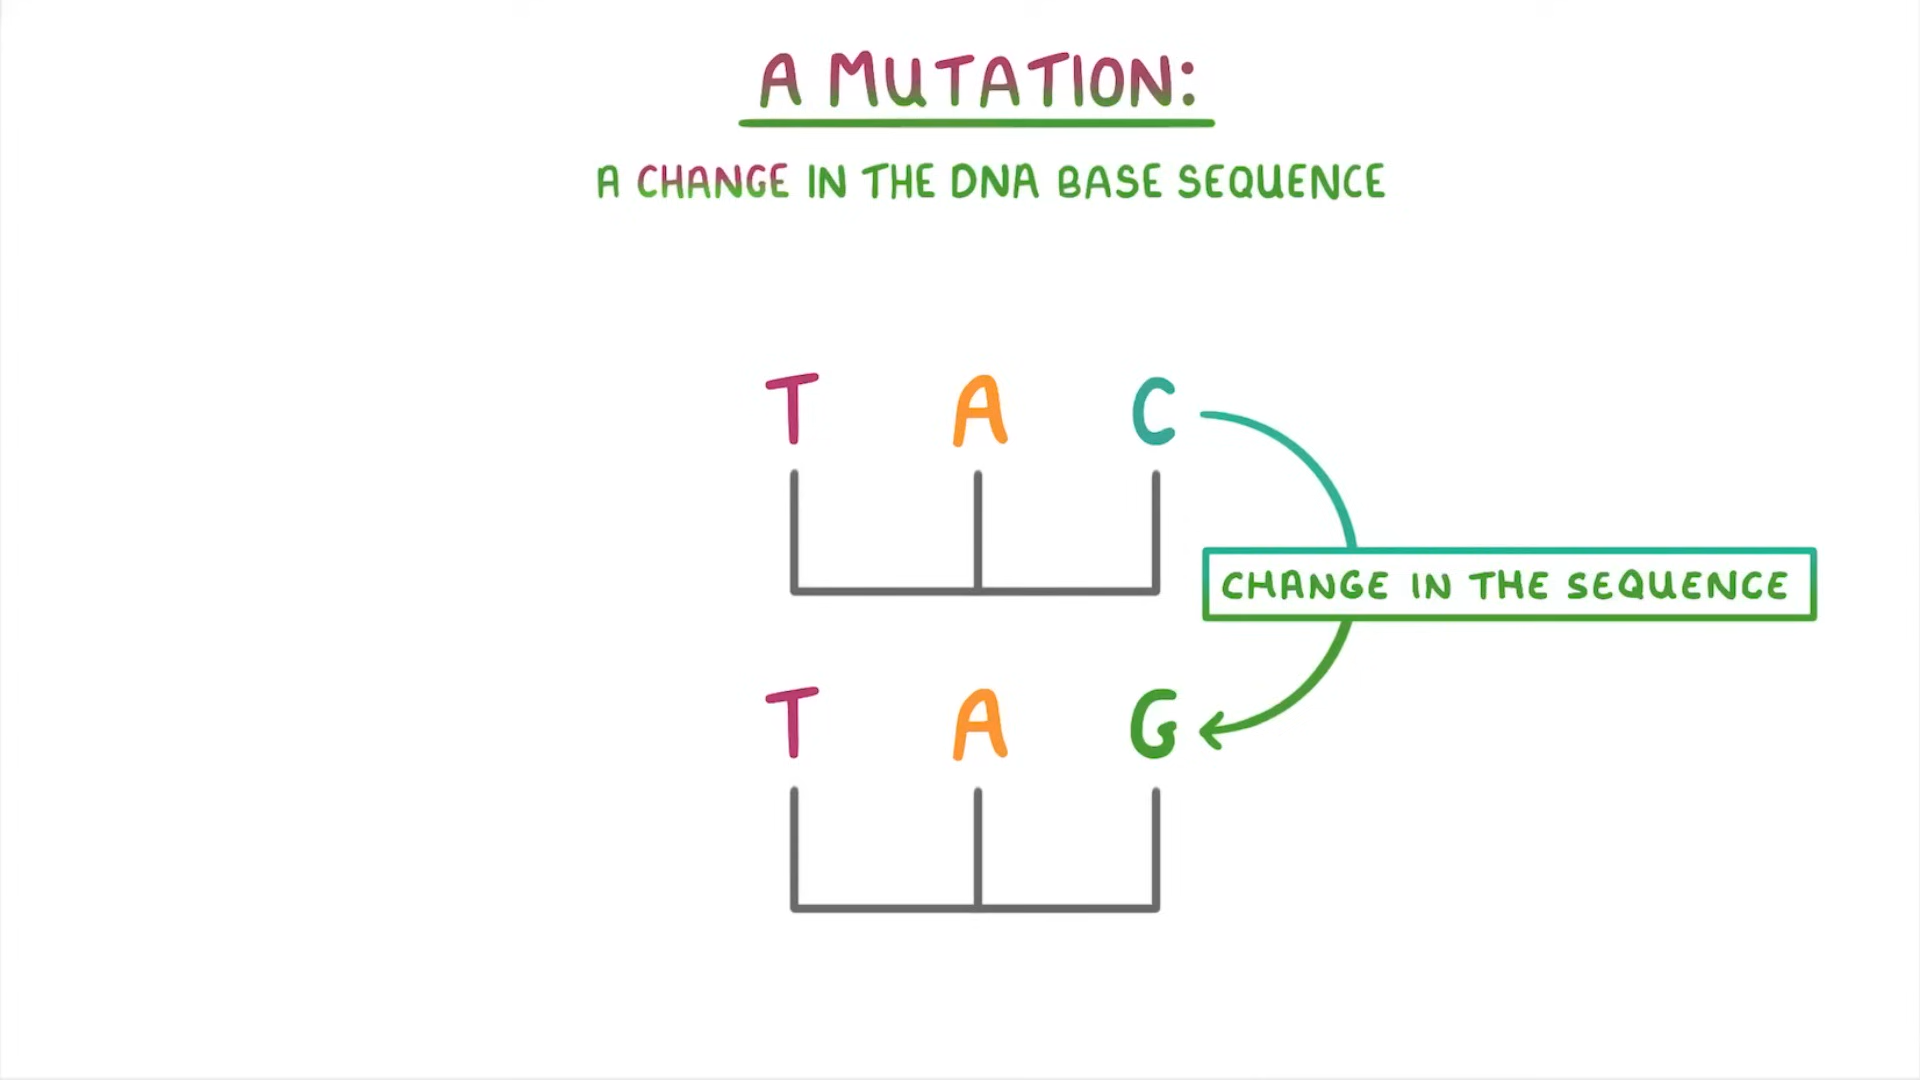 A MUTATION:
A CHANGE IN THE DNA BASE SEQUENCE
T A C
CHANGE IN THE SEQUENCE
T A G